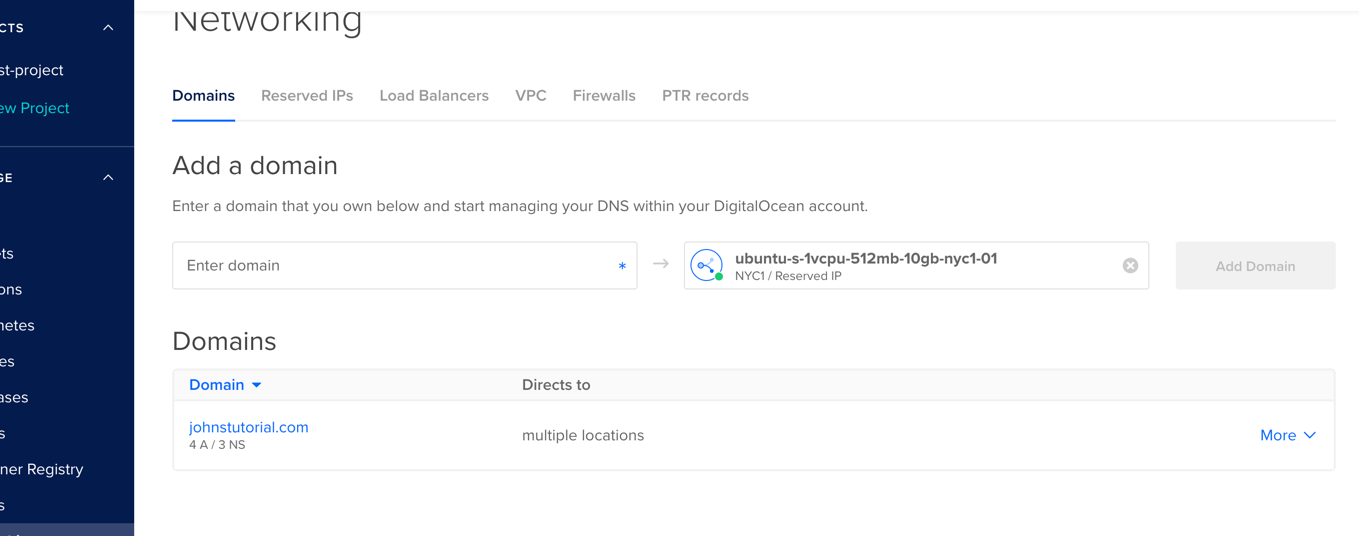 Networking
CTS
st-project
ew Project
GE
ts
ons
netes
es
ases
s
ner Registry
s
Domains Reserved IPs Load Balancers VPC Firewalls PTR records
Add a domain
Enter a domain that you own below and start managing your DNS within your DigitalOcean account.
Enter domain *
→
ubuntu-s-1vcpu-512mb-10gb-nyc1-01
NYC1 / Reserved IP
Add Domain
Domains
Domain Directs to
johnstutorial.com
4 A / 3 NS
multiple locations
More